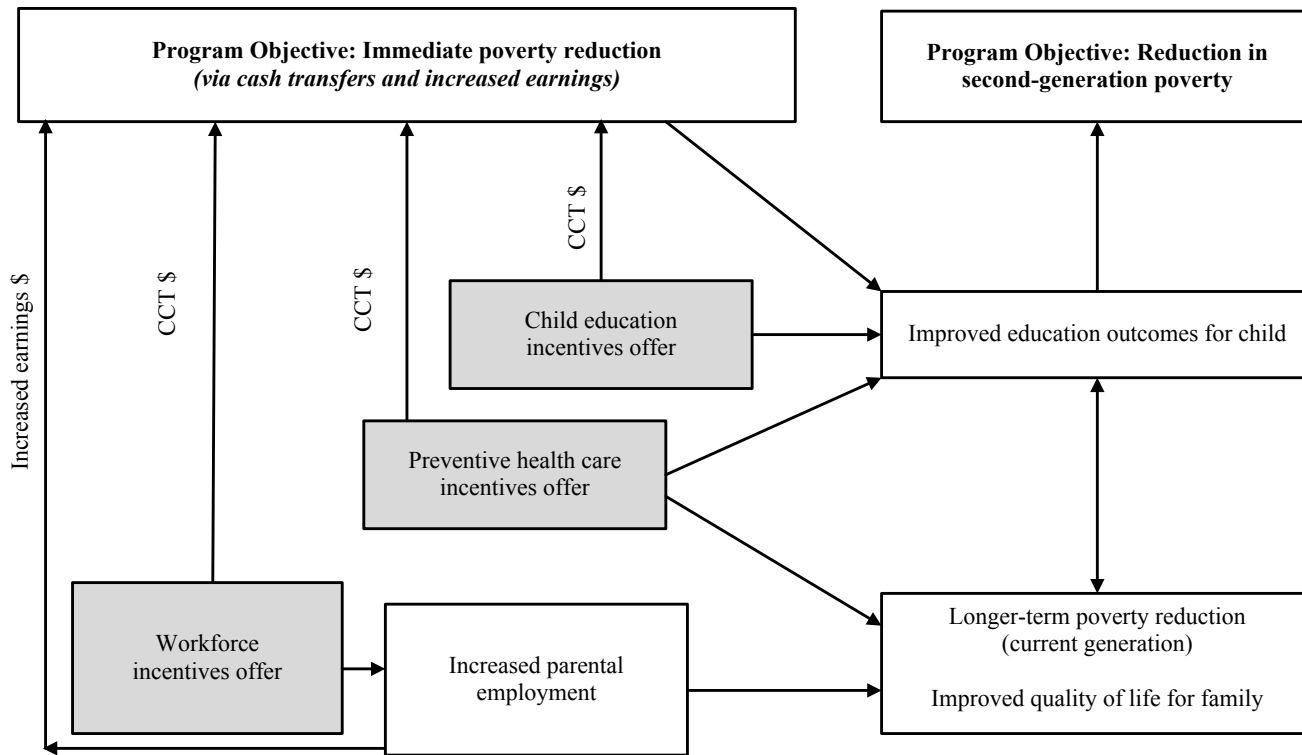 Program Objective: Immediate poverty reduction
(via cash transfers and increased earnings)
Program Objective: Reduction in
second-generation poverty
Increased earnings $
CCT $
CCT $
CCT $
Child education
incentives offer
Improved education outcomes for child
Preventive health care
incentives offer
Workforce
incentives offer
Increased parental
employment
Longer-term poverty reduction
(current generation)
Improved quality of life for family